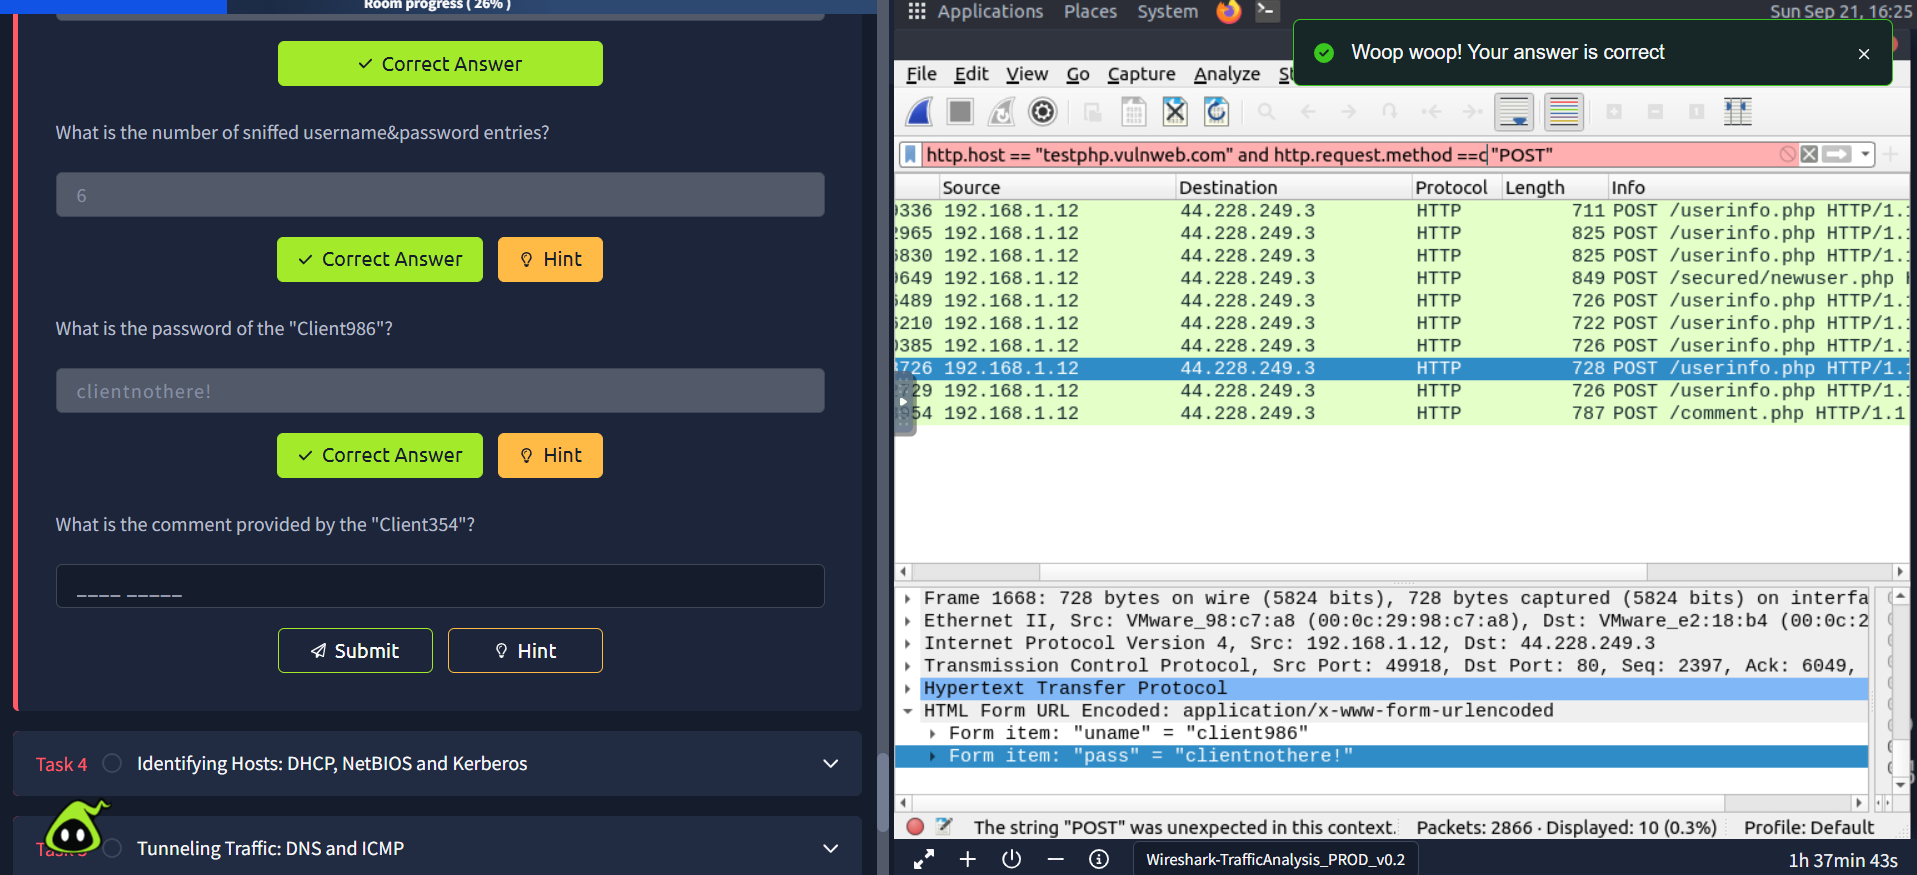 Room progress ( 26% )
Correct Answer
What is the number of sniffed username&password entries?
6
Correct Answer
Hint
What is the password of the "Client986"?
clientnothere!
Correct Answer
Hint
What is the comment provided by the "Client354"?
____ _____
Submit
Hint
Task 4
Identifying Hosts: DHCP, NetBIOS and Kerberos
Tunneling Traffic: DNS and ICMP
Applications Places System
Sun Sep 21, 16:25
Woop woop! Your answer is correct
File Edit View Go Capture Analyze
http.host == "testphp.vulnweb.com" and http.request.method ==c "POST"
Source Destination Protocol Length Info
9336 192.168.1.12 44.228.249.3 HTTP 711 POST /userinfo.php HTTP/1.1
2965 192.168.1.12 44.228.249.3 HTTP 825 POST /userinfo.php HTTP/1.1
6830 192.168.1.12 44.228.249.3 HTTP 825 POST /userinfo.php HTTP/1.1
9649 192.168.1.12 44.228.249.3 HTTP 849 POST /secured/newuser.php
6489 192.168.1.12 44.228.249.3 HTTP 726 POST /userinfo.php HTTP/1.1
6210 192.168.1.12 44.228.249.3 HTTP 722 POST /userinfo.php HTTP/1.1
0385 192.168.1.12 44.228.249.3 HTTP 726 POST /userinfo.php HTTP/1.1
3726 192.168.1.12 44.228.249.3 HTTP 728 POST /userinfo.php HTTP/1.1
29 192.168.1.12 44.228.249.3 HTTP 726 POST /userinfo.php HTTP/1.1
954 192.168.1.12 44.228.249.3 HTTP 787 POST /comment.php HTTP/1.1
Frame 1668: 728 bytes on wire (5824 bits), 728 bytes captured (5824 bits) on interfa
Ethernet II, Src: VMware_98:c7:a8 (00:0c:29:98:c7:a8), Dst: VMware_e2:18:b4 (00:0c:2
Internet Protocol Version 4, Src: 192.168.1.12, Dst: 44.228.249.3
Transmission Control Protocol, Src Port: 49918, Dst Port: 80, Seq: 2397, Ack: 6049,
Hypertext Transfer Protocol
HTML Form URL Encoded: application/x-www-form-urlencoded
Form item: "uname" = "client986"
Form item: "pass" = "clientnothere!"
The string "POST" was unexpected in this context. Packets: 2866 · Displayed: 10 (0.3%) Profile: Default
Wireshark-TrafficAnalysis_PROD_v0.2
1h 37min 43s